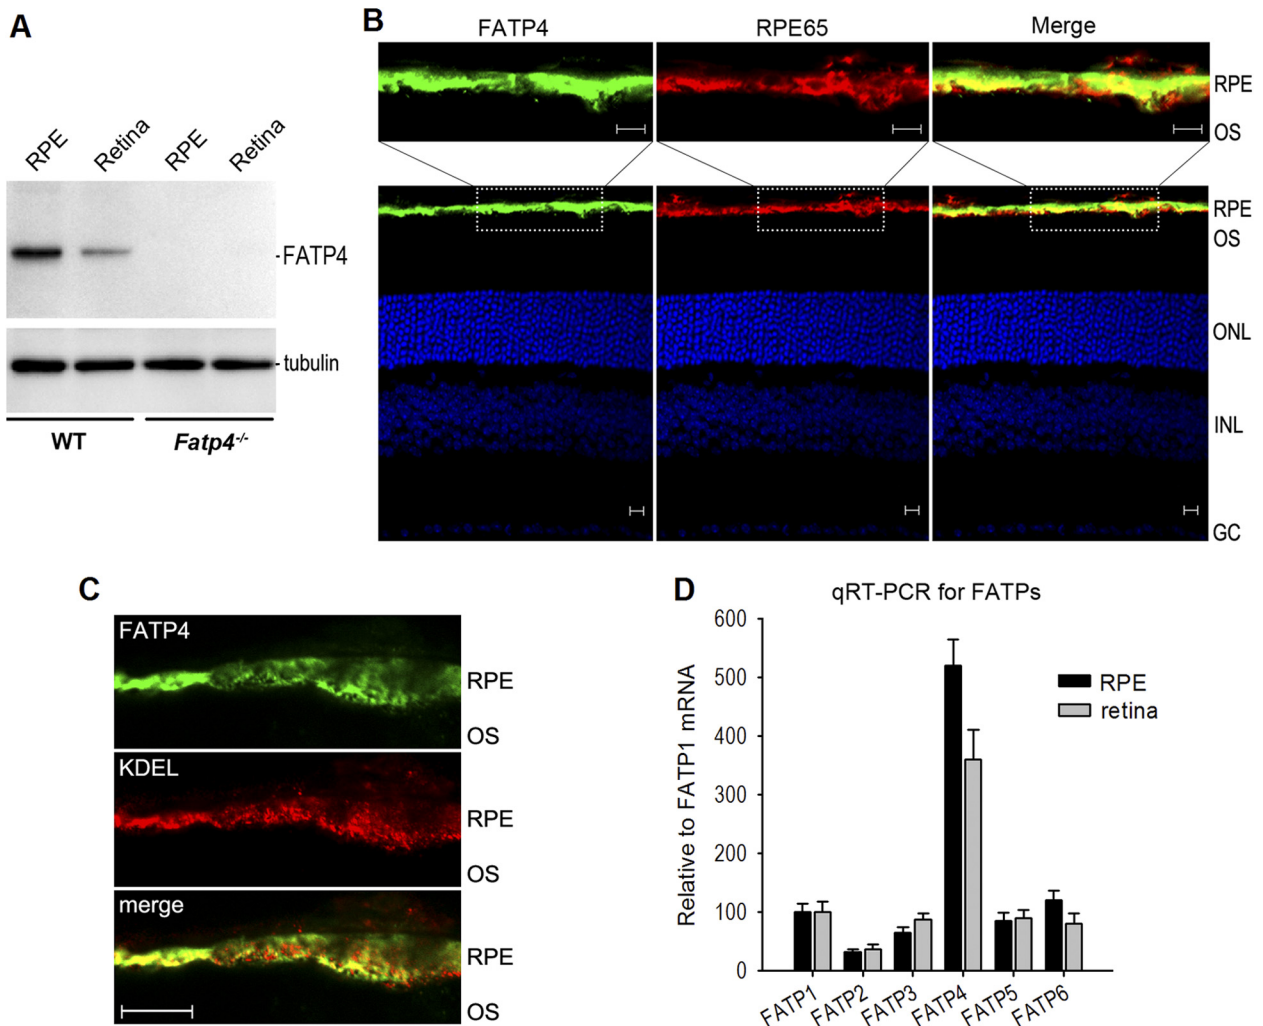 A
RPE
Retina
RPE
Retina
-FATP4
-tubulin
WT
Fatp4-/-
B
FATP4
RPE65
Merge
RPE
OS
RPE
OS
ONL
INL
GC
C
FATP4
RPE
OS
KDEL
RPE
OS
merge
RPE
OS
D
qRT-PCR for FATPs
Relative to FATP1 mRNA
600
500
400
300
200
100
0
RPE
retina
FATP1
FATP2
FATP3
FATP4
FATP5
FATP6